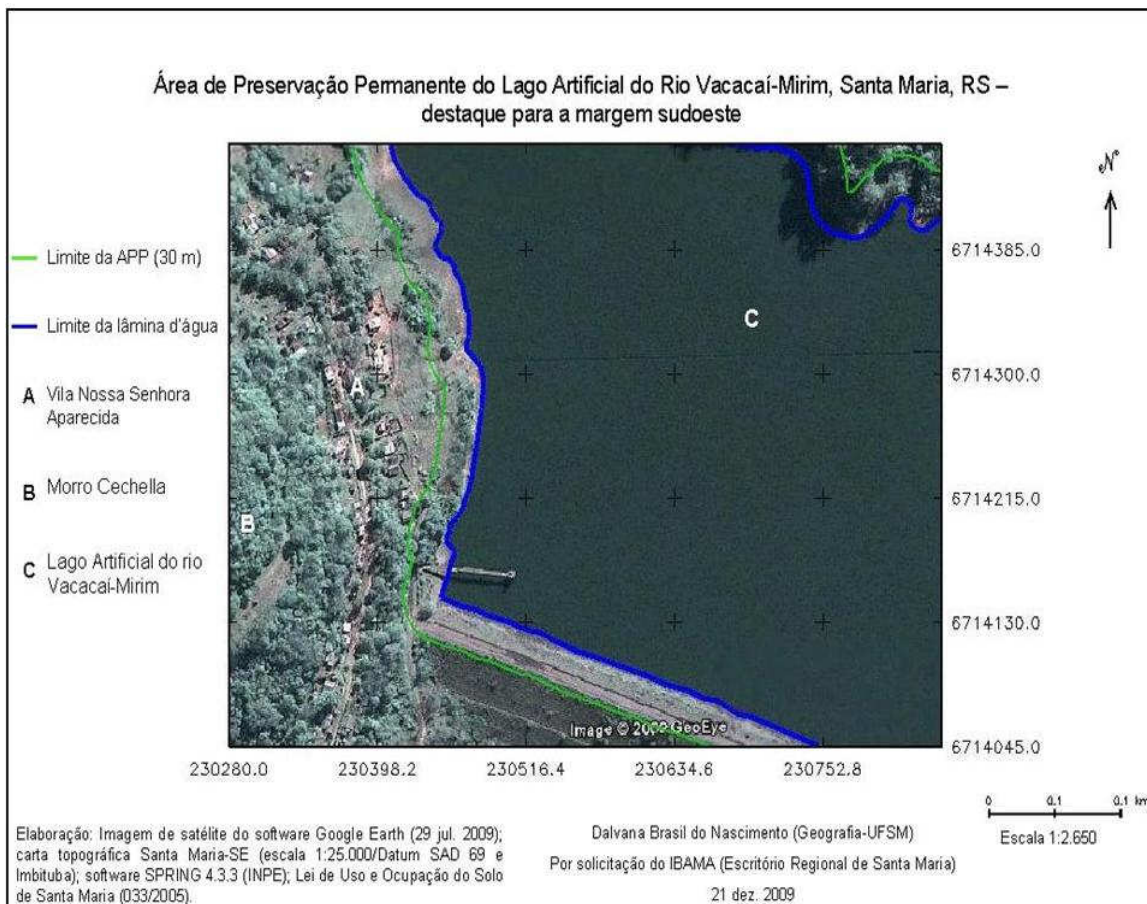 Área de Preservação Permanente do Lago Artificial do Rio Vacacaí-Mirim, Santa Maria, RS –
destaque para a margem sudoeste
N
Limite da APP (30 m)
Limite da lâmina d'água
A Vila Nossa Senhora
Aparecida
B Morro Cechella
C Lago Artificial do rio
Vacacaí-Mirim
A
B
C
6714385.0
6714300.0
6714215.0
6714130.0
6714045.0
Image © 2009 GeoEye
230280.0 230398.2 230516.4 230634.6 230752.8
0 0.1 0.1 km
Escala 1:2.650
Elaboração: Imagem de satélite do software Google Earth (29 jul. 2009);
carta topográfica Santa Maria-SE (escala 1:25.000/Datum SAD 69 e
Imbituba); software SPRING 4.3.3 (INPE); Lei de Uso e Ocupação do Solo
de Santa Maria (033/2005).
Dalvana Brasil do Nascimento (Geografia-UFSM)
Por solicitação do IBAMA (Escritório Regional de Santa Maria)
21 dez. 2009